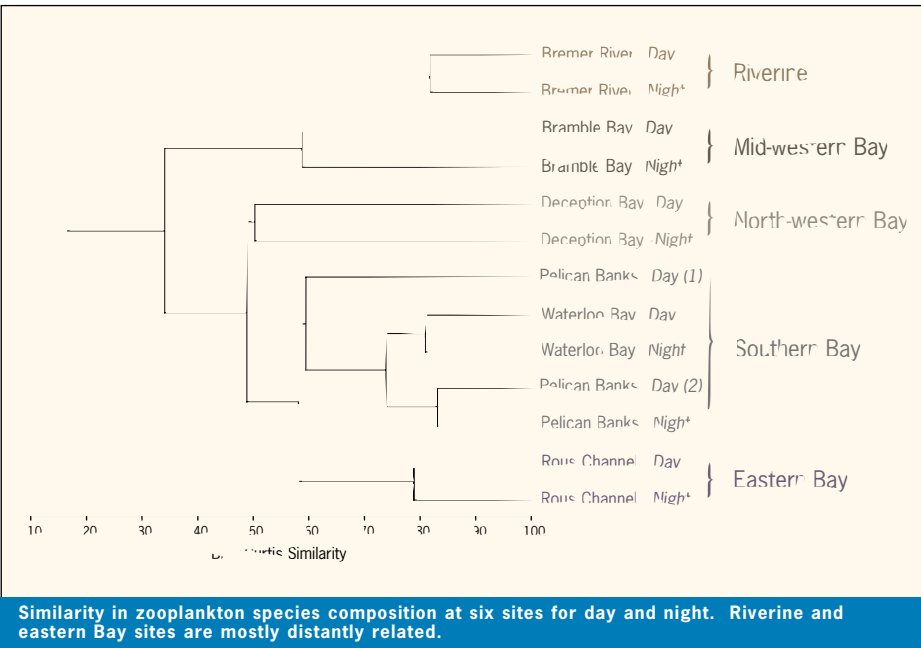 Bremer River Day
Riverine
Bremer River Night
Bramble Bay Day
Mid-western Bay
Bramble Bay Night
Deception Bay Day
North-western Bay
Deception Bay Night
Pelican Banks Day (1)
Waterloo Bay Day
Southern Bay
Waterloo Bay Night
Pelican Banks Day (2)
Pelican Banks Night
Rous Channel Day
Eastern Bay
Rous Channel Night
10 20 30 40 50 60 70 80 90 100
Similarity
Similarity in zooplankton species composition at six sites for day and night. Riverine and
eastern Bay sites are mostly distantly related.